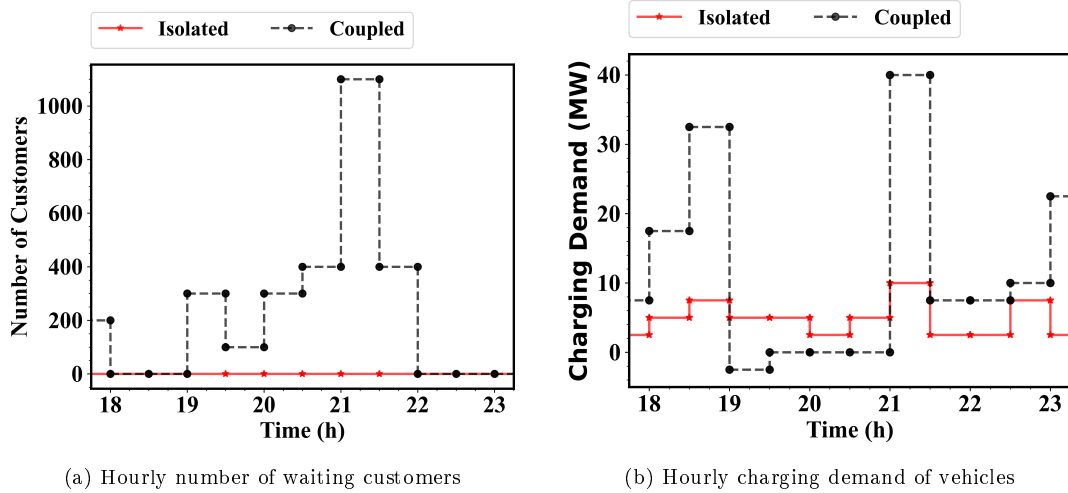 Isolated Coupled
Number of Customers
1000
800
600
400
200
0
18 19 20 21 22 23
Time (h)
(a) Hourly number of waiting customers
Isolated Coupled
Charging Demand (MW)
40
30
20
10
0
18 19 20 21 22 23
Time (h)
(b) Hourly charging demand of vehicles